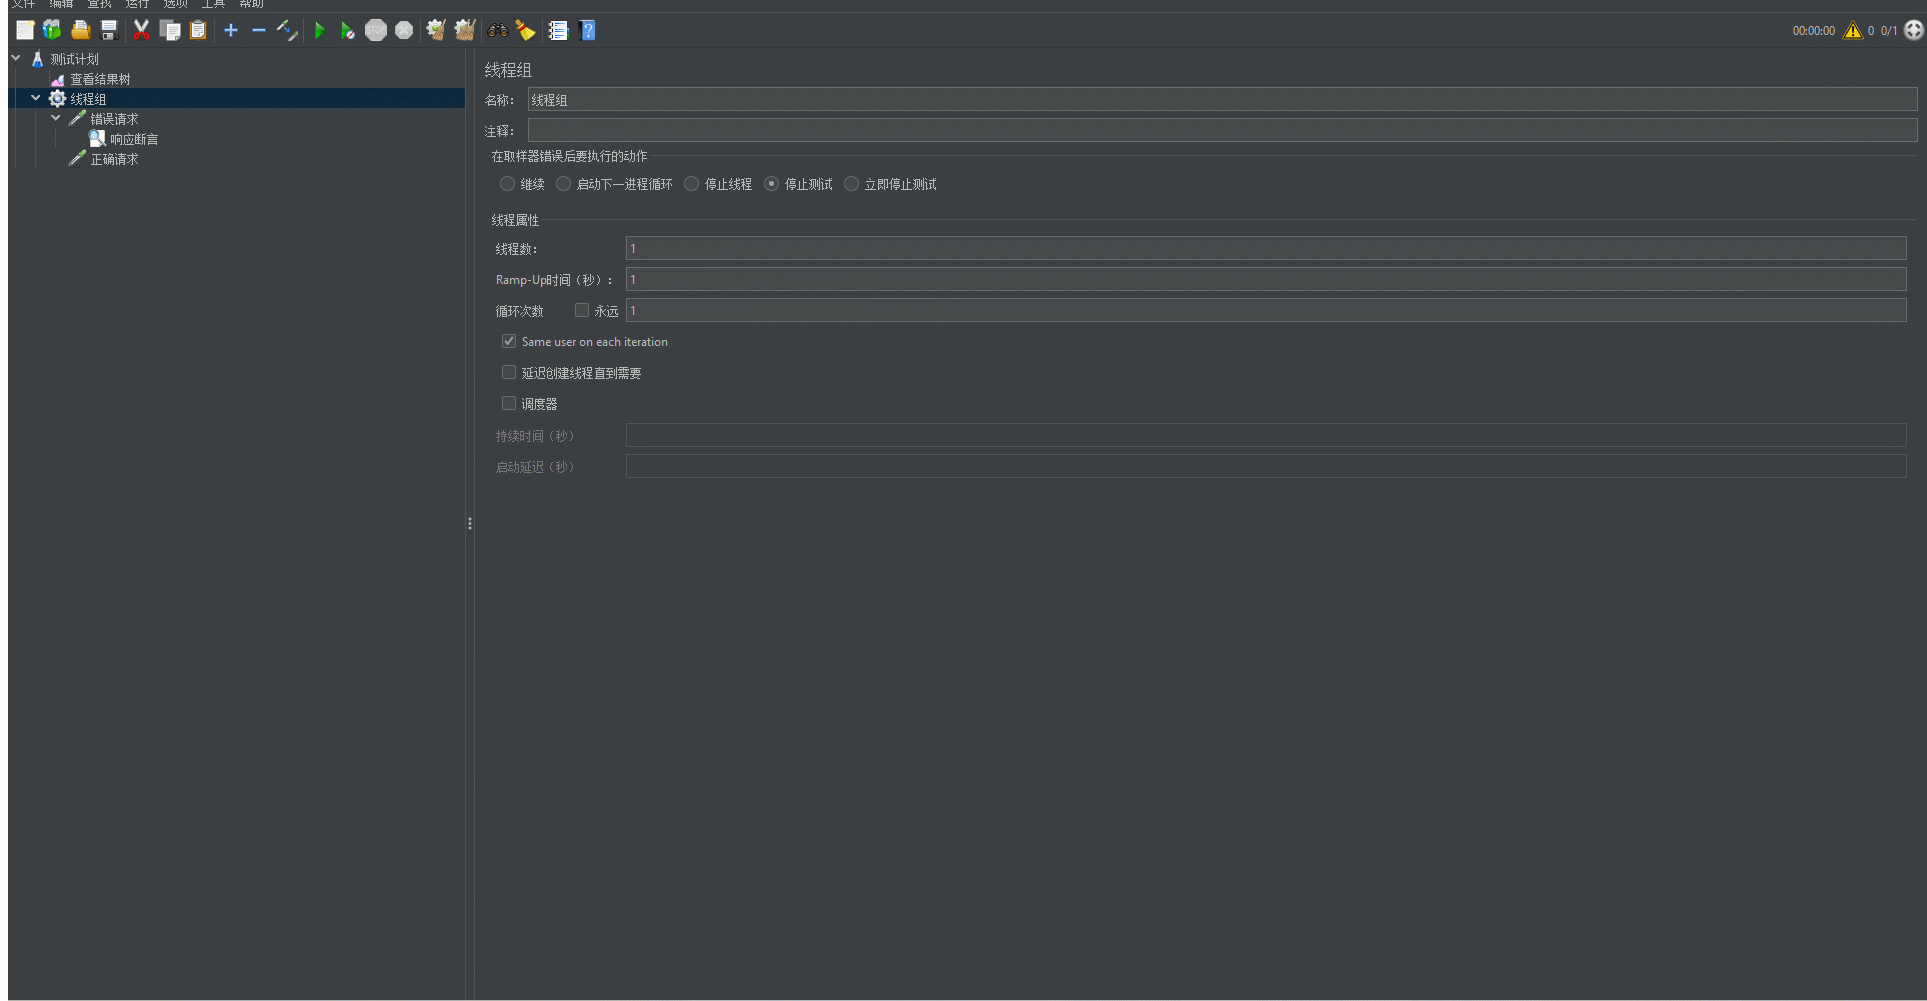 文件 编辑 查找 运行 选项 工具 帮助
STOP
00:00:00 0 0/1
测试计划
查看结果树
线程组
错误请求
响应断言
正确请求
线程组
名称： 线程组
注释：
在取样器错误后要执行的动作
继续 启动下一进程循环 停止线程 停止测试 立即停止测试
线程属性
线程数： 1
Ramp-Up时间（秒）： 1
循环次数 永远 1
Same user on each iteration
延迟创建线程直到需要
调度器
持续时间（秒）
启动延迟（秒）